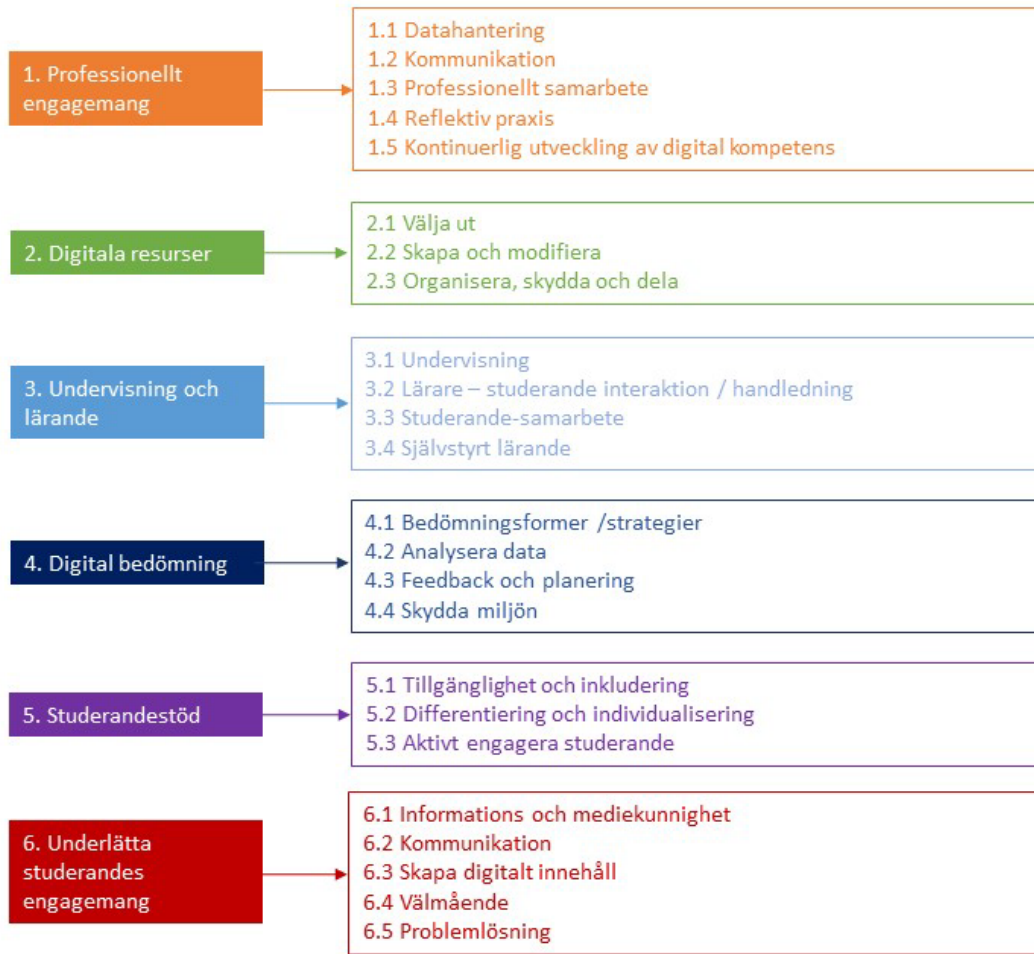 1. Professionellt
engagemang
1.1 Datahantering
1.2 Kommunikation
1.3 Professionellt samarbete
1.4 Reflektiv praxis
1.5 Kontinuerlig utveckling av digital kompetens
2. Digitala resurser
2.1 Välja ut
2.2 Skapa och modifiera
2.3 Organisera, skydda och dela
3. Undervisning och
lärande
3.1 Undervisning
3.2 Lärare – studerande interaktion / handledning
3.3 Studerande-samarbete
3.4 Självstyrt lärande
4. Digital bedömning
4.1 Bedömningsformer /strategier
4.2 Analysera data
4.3 Feedback och planering
4.4 Skydda miljön
5. Studerandestöd
5.1 Tillgänglighet och inkludering
5.2 Differentiering och individualisering
5.3 Aktivt engagera studerande
6. Underlätta
studerandes
engagemang
6.1 Informations och mediekunnighet
6.2 Kommunikation
6.3 Skapa digitalt innehåll
6.4 Välmående
6.5 Problemlösning